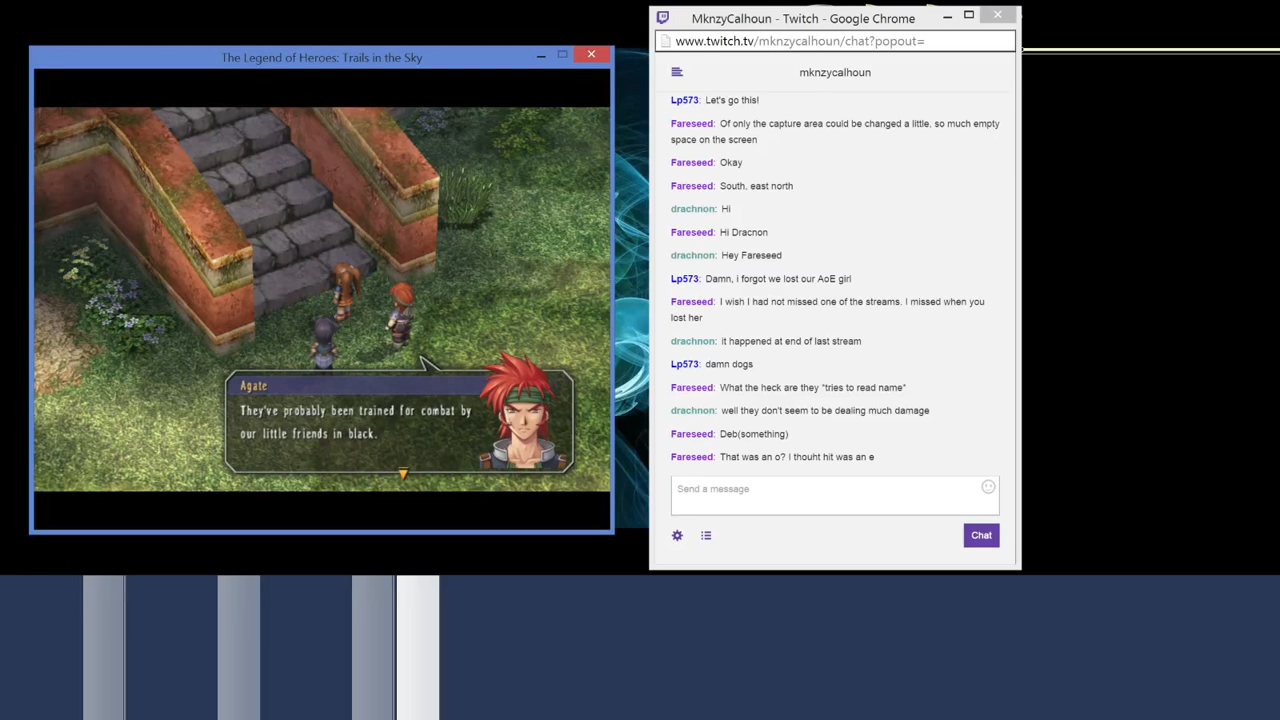 MknzyCalhoun - Twitch - Google Chrome
www.twitch.tv/mknzycalhoun/chat?popout=
The Legend of Heroes: Trails in the Sky
mknzycalhoun
Lp573: Let's go this!
Fareseed: Of only the capture area could be changed a little, so much empty
space on the screen
Fareseed: Okay
Fareseed: South, east north
drachnon: Hi
Fareseed: Hi Dracnon
drachnon: Hey Fareseed
Lp573: Damn, i forgot we lost our AoE girl
Fareseed: I wish I had not missed one of the streams. I missed when you
lost her
drachnon: it happened at end of last stream
Lp573: damn dogs
Fareseed: What the heck are they *tries to read name*
drachnon: well they don't seem to be dealing much damage
Fareseed: Deb(something)
Fareseed: That was an o? I thouht hit was an e
Send a message
Chat
Agate
They've probably been trained for combat by
our little friends in black.